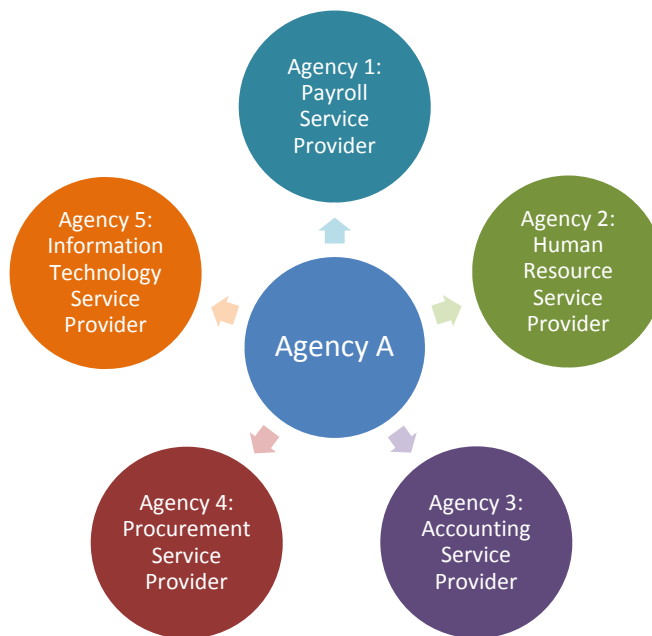 Agency 1:
Payroll
Service
Provider
Agency 5:
Information
Technology
Service
Provider
Agency 2:
Human
Resource
Service
Provider
Agency A
Agency 4:
Procurement
Service
Provider
Agency 3:
Accounting
Service
Provider